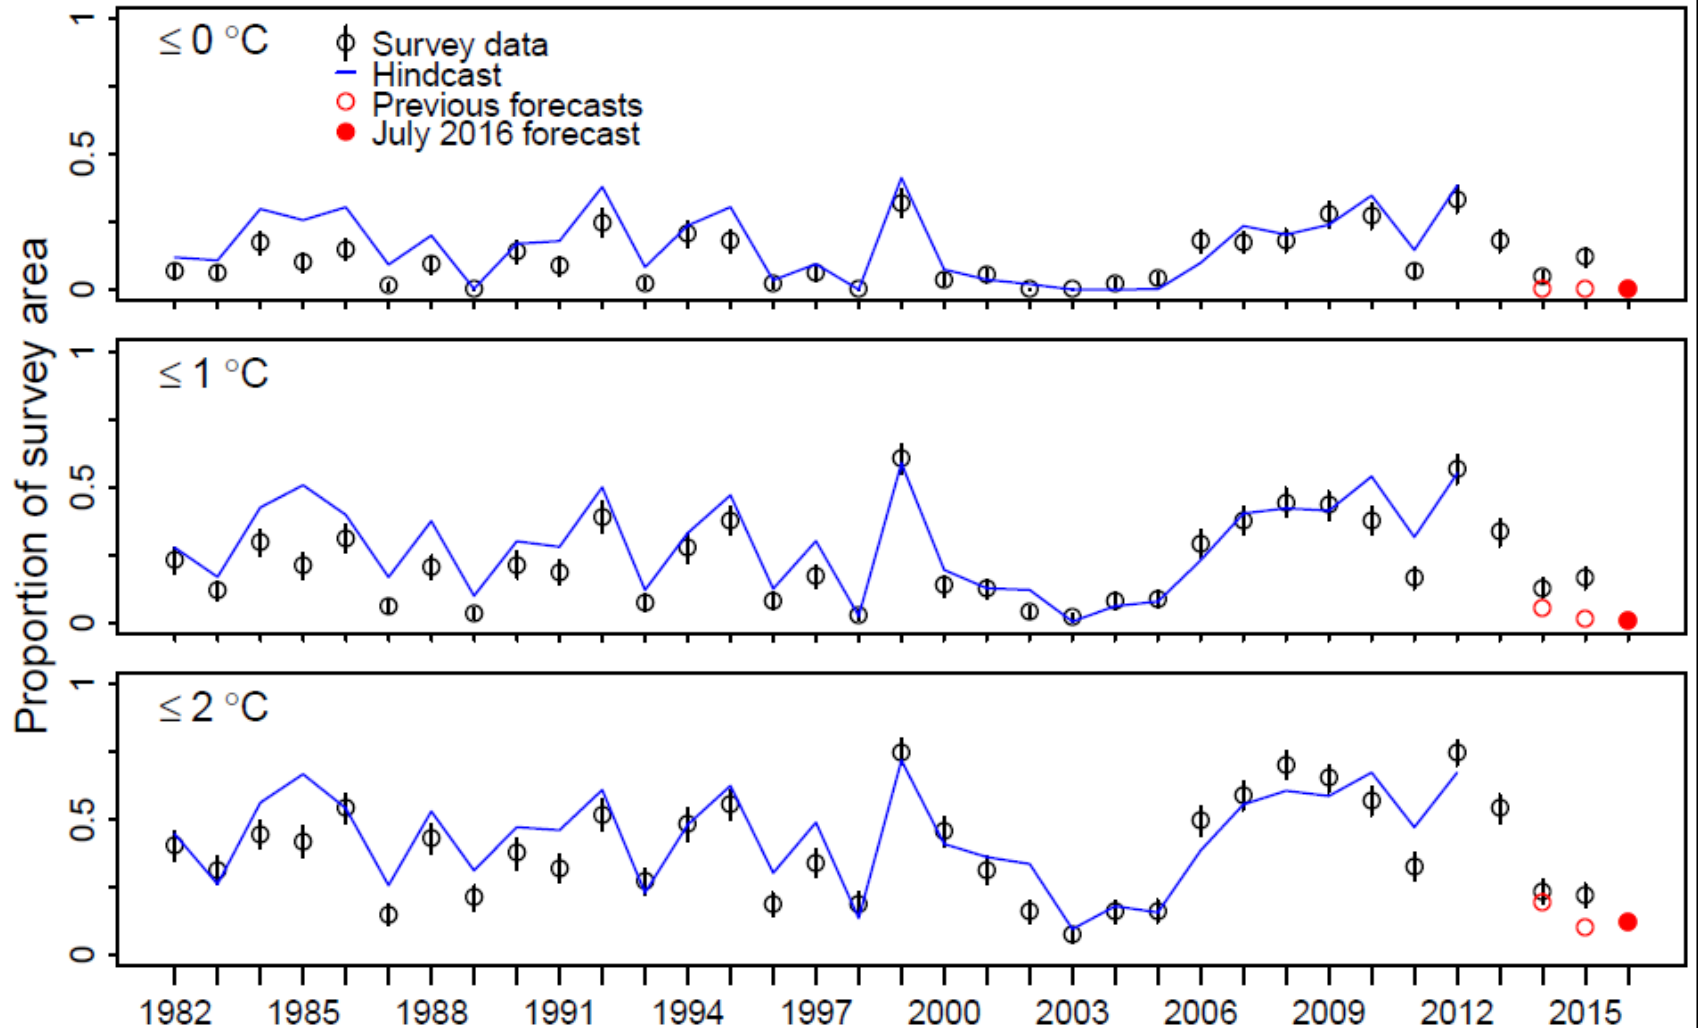 Proportion of survey area
1
0.5
0
≤ 0 °C
Survey data
Hindcast
Previous forecasts
July 2016 forecast
1
0.5
0
≤ 1 °C
1
0.5
0
≤ 2 °C
1982 1985 1988 1991 1994 1997 2000 2003 2006 2009 2012 2015